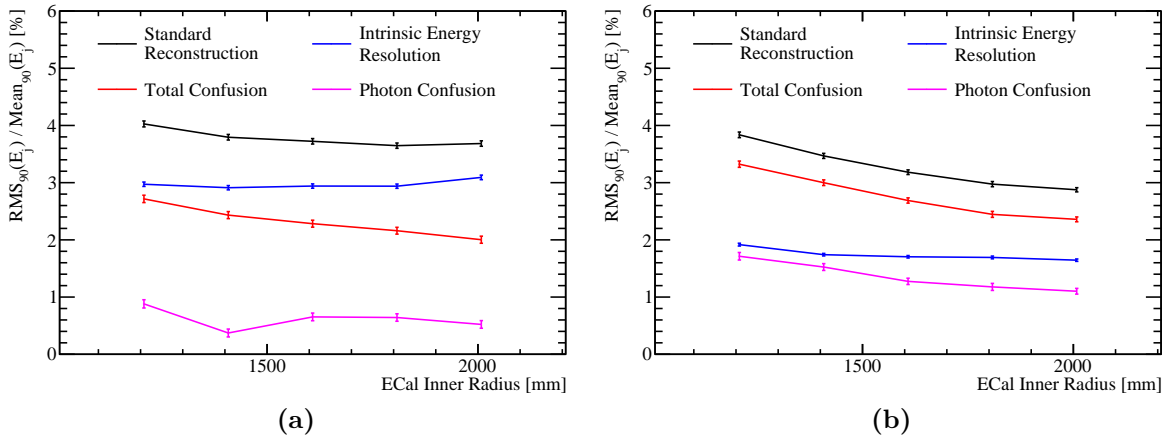 RMS90(Ej) / Mean90(Ej) [%]
6
5
4
3
2
1
0
Standard
Reconstruction
Intrinsic Energy
Resolution
Total Confusion
Photon Confusion
1500
2000
ECal Inner Radius [mm]
(a)
RMS90(Ej) / Mean90(Ej) [%]
6
5
4
3
2
1
0
Standard
Reconstruction
Intrinsic Energy
Resolution
Total Confusion
Photon Confusion
1500
2000
ECal Inner Radius [mm]
(b)